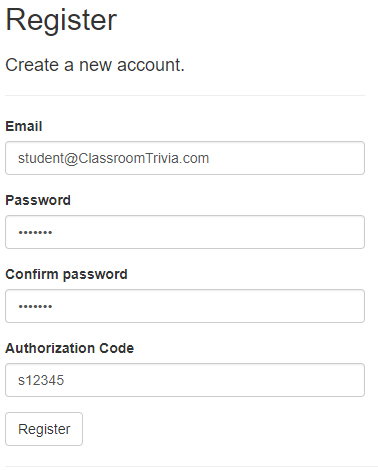 Register
Create a new account.
Email
student@ClassroomTrivia.com
Password
•••••••
Confirm password
•••••••
Authorization Code
s12345
Register